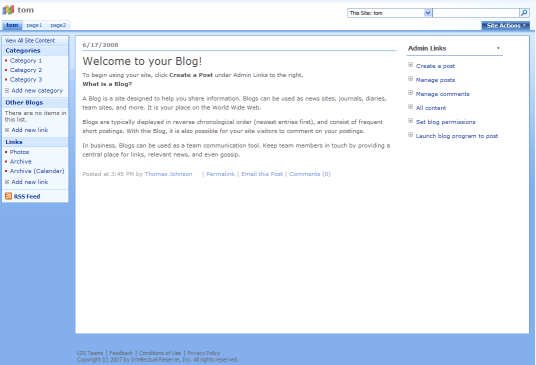 tom
This Site: tom
tom page1 page2
Site Actions
View All Site Content
Categories
Category 1
Category 2
Category 3
Add new category
Other Blogs
There are no items in
this list.
Add new link
Links
Photos
Archive
Archive (Calendar)
Add new link
RSS Feed
6/17/2008
Welcome to your Blog!
To begin using your site, click Create a Post under Admin Links to the right.
What is a Blog?
A Blog is a site designed to help you share information. Blogs can be used as news sites, journals, diaries,
team sites, and more. It is your place on the World Wide Web.
Blogs are typically displayed in reverse chronological order (newest entries first), and consist of frequent
short postings. With this Blog, it is also possible for your site visitors to comment on your postings.
In business, Blogs can be used as a team communication tool. Keep team members in touch by providing a
central place for links, relevant news, and even gossip.
Posted at 3:45 PM by Thomas Johnson | Permalink | Email this Post | Comments (0)
Admin Links
Create a post
Manage posts
Manage comments
All content
Set blog permissions
Launch blog program to post
LDS Teams | Feedback | Conditions of Use | Privacy Policy
Copyright (c) 2007 by Intellectual Reserve, Inc. All rights reserved.